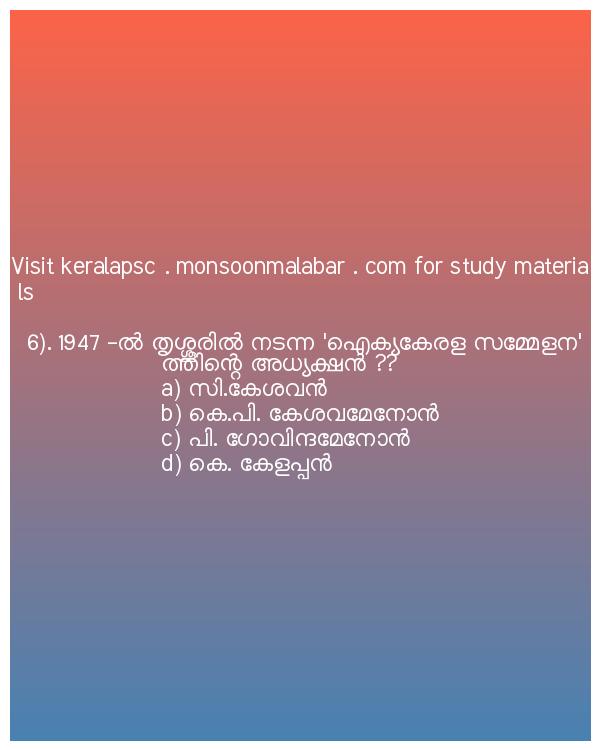 Visit keralapsc . monsoonmalabar . com for study materia
ls
6). 1947 -ൽ തൃശ്ശൂരിൽ നടന്ന 'ഐക്യകേരള സമ്മേളന'
ത്തിന്റെ അധ്യക്ഷൻ ??
a) സി.കേശവൻ
b) കെ.പി. കേശവമേനോൻ
c) പി. ഗോവിന്ദമേനോൻ
d) കെ. കേളപ്പൻ